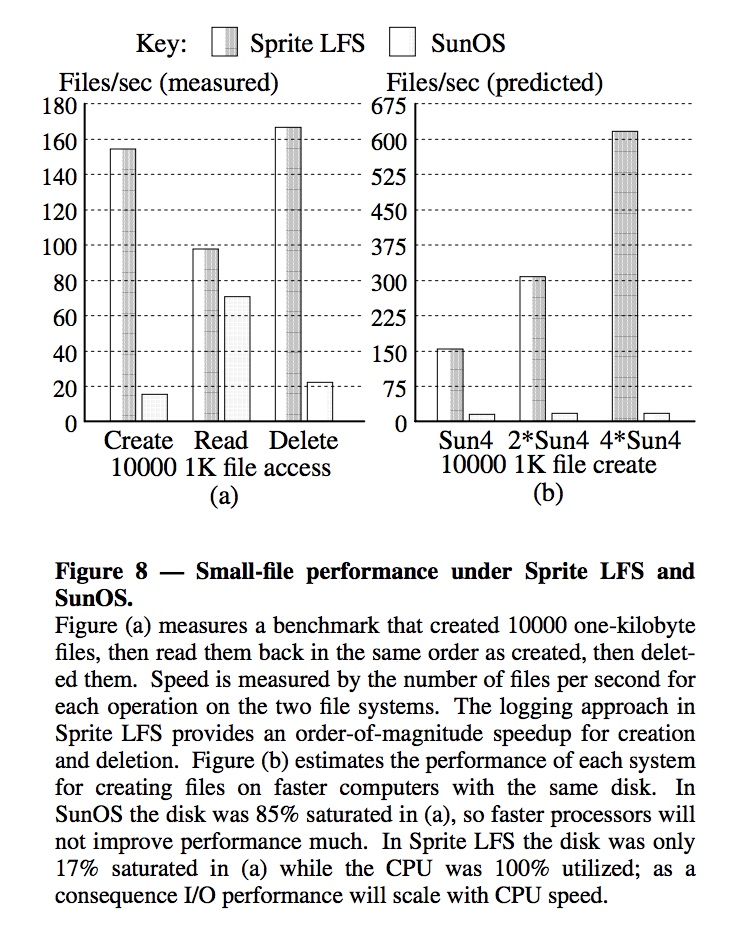 Key: Sprite LFS SunOS
Files/sec (measured)
180
160
140
120
100
80
60
40
20
0
Create Read Delete
10000 1K file access
(a)
Files/sec (predicted)
675
600
525
450
375
300
225
150
75
0
Sun4 2*Sun4 4*Sun4
10000 1K file create
(b)
Figure 8 — Small-file performance under Sprite LFS and
SunOS.
Figure (a) measures a benchmark that created 10000 one-kilobyte
files, then read them back in the same order as created, then delet-
ed them. Speed is measured by the number of files per second for
each operation on the two file systems. The logging approach in
Sprite LFS provides an order-of-magnitude speedup for creation
and deletion. Figure (b) estimates the performance of each system
for creating files on faster computers with the same disk. In
SunOS the disk was 85% saturated in (a), so faster processors will
not improve performance much. In Sprite LFS the disk was only
17% saturated in (a) while the CPU was 100% utilized; as a
consequence I/O performance will scale with CPU speed.